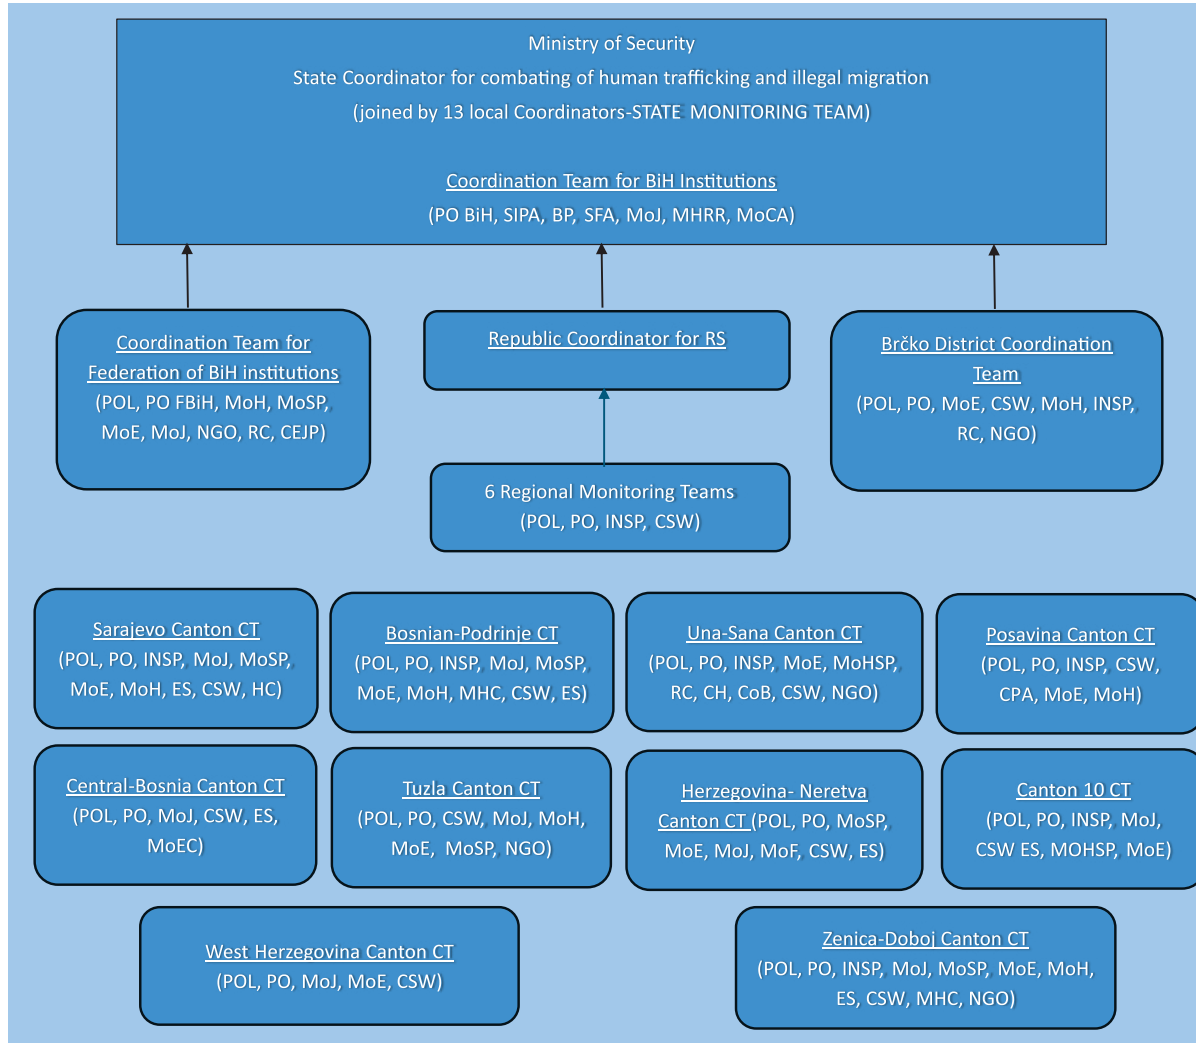 Ministry of Security
State Coordinator for combating of human trafficking and illegal migration
(joined by 13 local Coordinators-STATE MONITORING TEAM)
Coordination Team for BiH Institutions
(PO BiH, SIPA, BP, SFA, MoJ, MHRR, MoCA)
Coordination Team for
Federation of BiH institutions
(POL, PO FBiH, MoH, MoSP,
MoE, MoJ, NGO, RC, CEJP)
Republic Coordinator for RS
Brčko District Coordination
Team
(POL, PO, MoE, CSW, MoH, INSP,
RC, NGO)
6 Regional Monitoring Teams
(POL, PO, INSP, CSW)
Sarajevo Canton CT
(POL, PO, INSP, MoJ, MoSP,
MoE, MoH, ES, CSW, HC)
Bosnian-Podrinje CT
(POL, PO, INSP, MoJ, MoSP,
MoE, MoH, MHC, CSW, ES)
Una-Sana Canton CT
(POL, PO, INSP, MoE, MoHSP,
RC, CH, CoB, CSW, NGO)
Posavina Canton CT
(POL, PO, INSP, CSW,
CPA, MoE, MoH)
Central-Bosnia Canton CT
(POL, PO, MoJ, CSW, ES,
MoEC)
Tuzla Canton CT
(POL, PO, CSW, MoJ, MoH,
MoE, MoSP, NGO)
Herzegovina- Neretva
Canton CT (POL, PO, MoSP,
MoE, MoJ, MoF, CSW, ES)
Canton 10 CT
(POL, PO, INSP, MoJ,
CSW ES, MOHSP, MoE)
West Herzegovina Canton CT
(POL, PO, MoJ, MoE, CSW)
Zenica-Doboj Canton CT
(POL, PO, INSP, MoJ, MoSP, MoE, MoH,
ES, CSW, MHC, NGO)